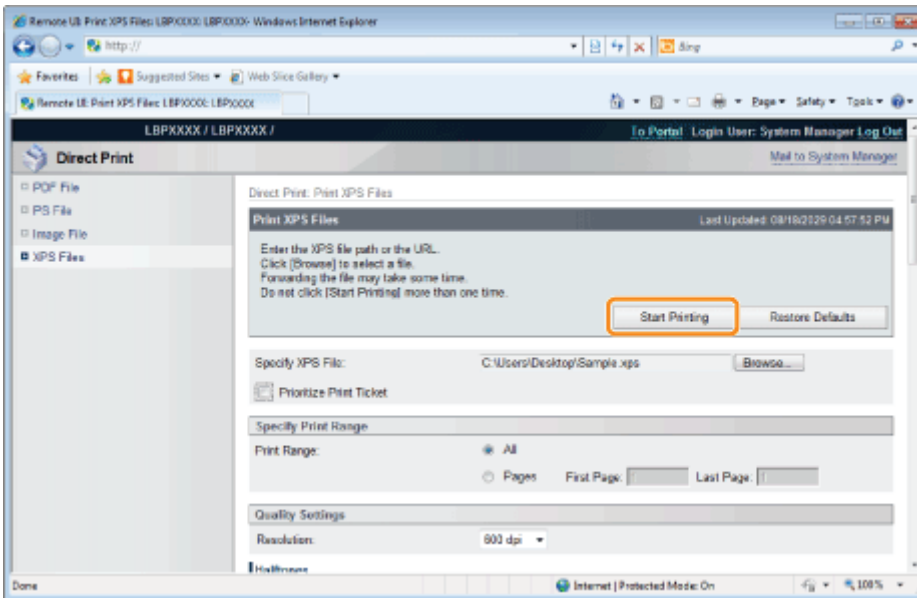 Remote UI: Print XPS Files: LBPXXXX: LBPXXXX - Windows Internet Explorer
http://
Bing
Favorites Suggested Sites Web Slice Gallery
Remote UI: Print XPS Files: LBPXXXX: LBPXXXX
Page Safety Tools
LBPXXXX / LBPXXXX /
To Portal Login User: System Manager Log Out
Direct Print
Mail to System Manager
PDF File
PS File
Image File
XPS Files
Direct Print: Print XPS Files
Print XPS Files Last Updated: 08/18/2029 04:57:52 PM
Enter the XPS file path or the URL.
Click [Browse] to select a file.
Forwarding the file may take some time.
Do not click [Start Printing] more than one time.
Start Printing Restore Defaults
Specify XPS File: C:\Users\Desktop\Sample.xps Browse...
Prioritize Print Ticket
Specify Print Range
Print Range: All
Pages First Page: 1 Last Page: 1
Quality Settings
Resolution: 600 dpi
Halftones
Done Internet | Protected Mode: On 100%